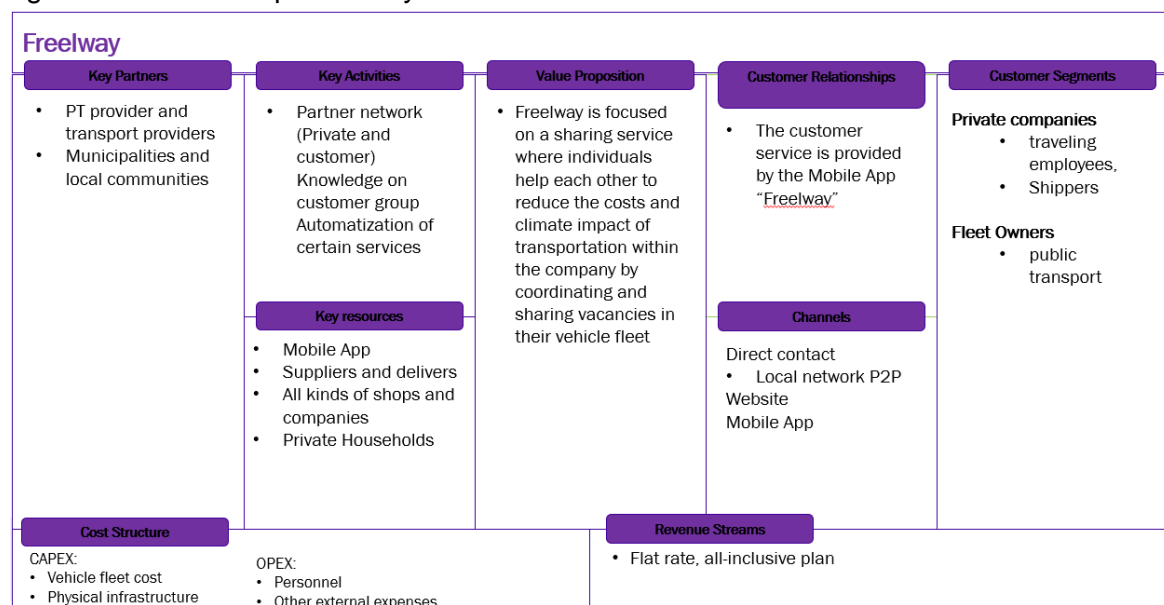 Freelway
Key Partners
• PT provider and
transport providers
• Municipalities and
local communities
Key Activities
• Partner network
(Private and
customer)
Knowledge on
customer group
Automatization of
certain services
Key resources
• Mobile App
• Suppliers and delivers
• All kinds of shops and
companies
• Private Households
Value Proposition
• Freelway is focused
on a sharing service
where individuals
help each other to
reduce the costs and
climate impact of
transportation within
the company by
coordinating and
sharing vacancies in
their vehicle fleet
Customer Relationships
• The customer
service is provided
by the Mobile App
“Freelway”
Channels
Direct contact
• Local network P2P
Website
Mobile App
Customer Segments
Private companies
• traveling
employees,
• Shippers
Fleet Owners
• public
transport
Cost Structure
CAPEX:
• Vehicle fleet cost
• Physical infrastructure
OPEX:
• Personnel
• Other external expenses
Revenue Streams
• Flat rate, all-inclusive plan